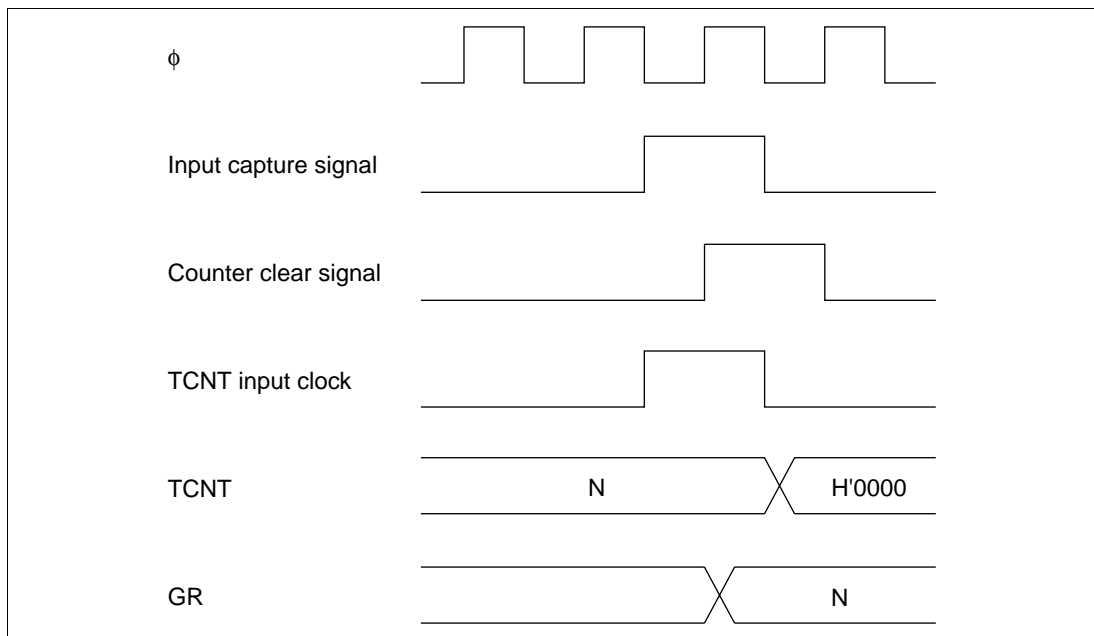 ϕ
Input capture signal
Counter clear signal
TCNT input clock
TCNT N H'0000
GR N